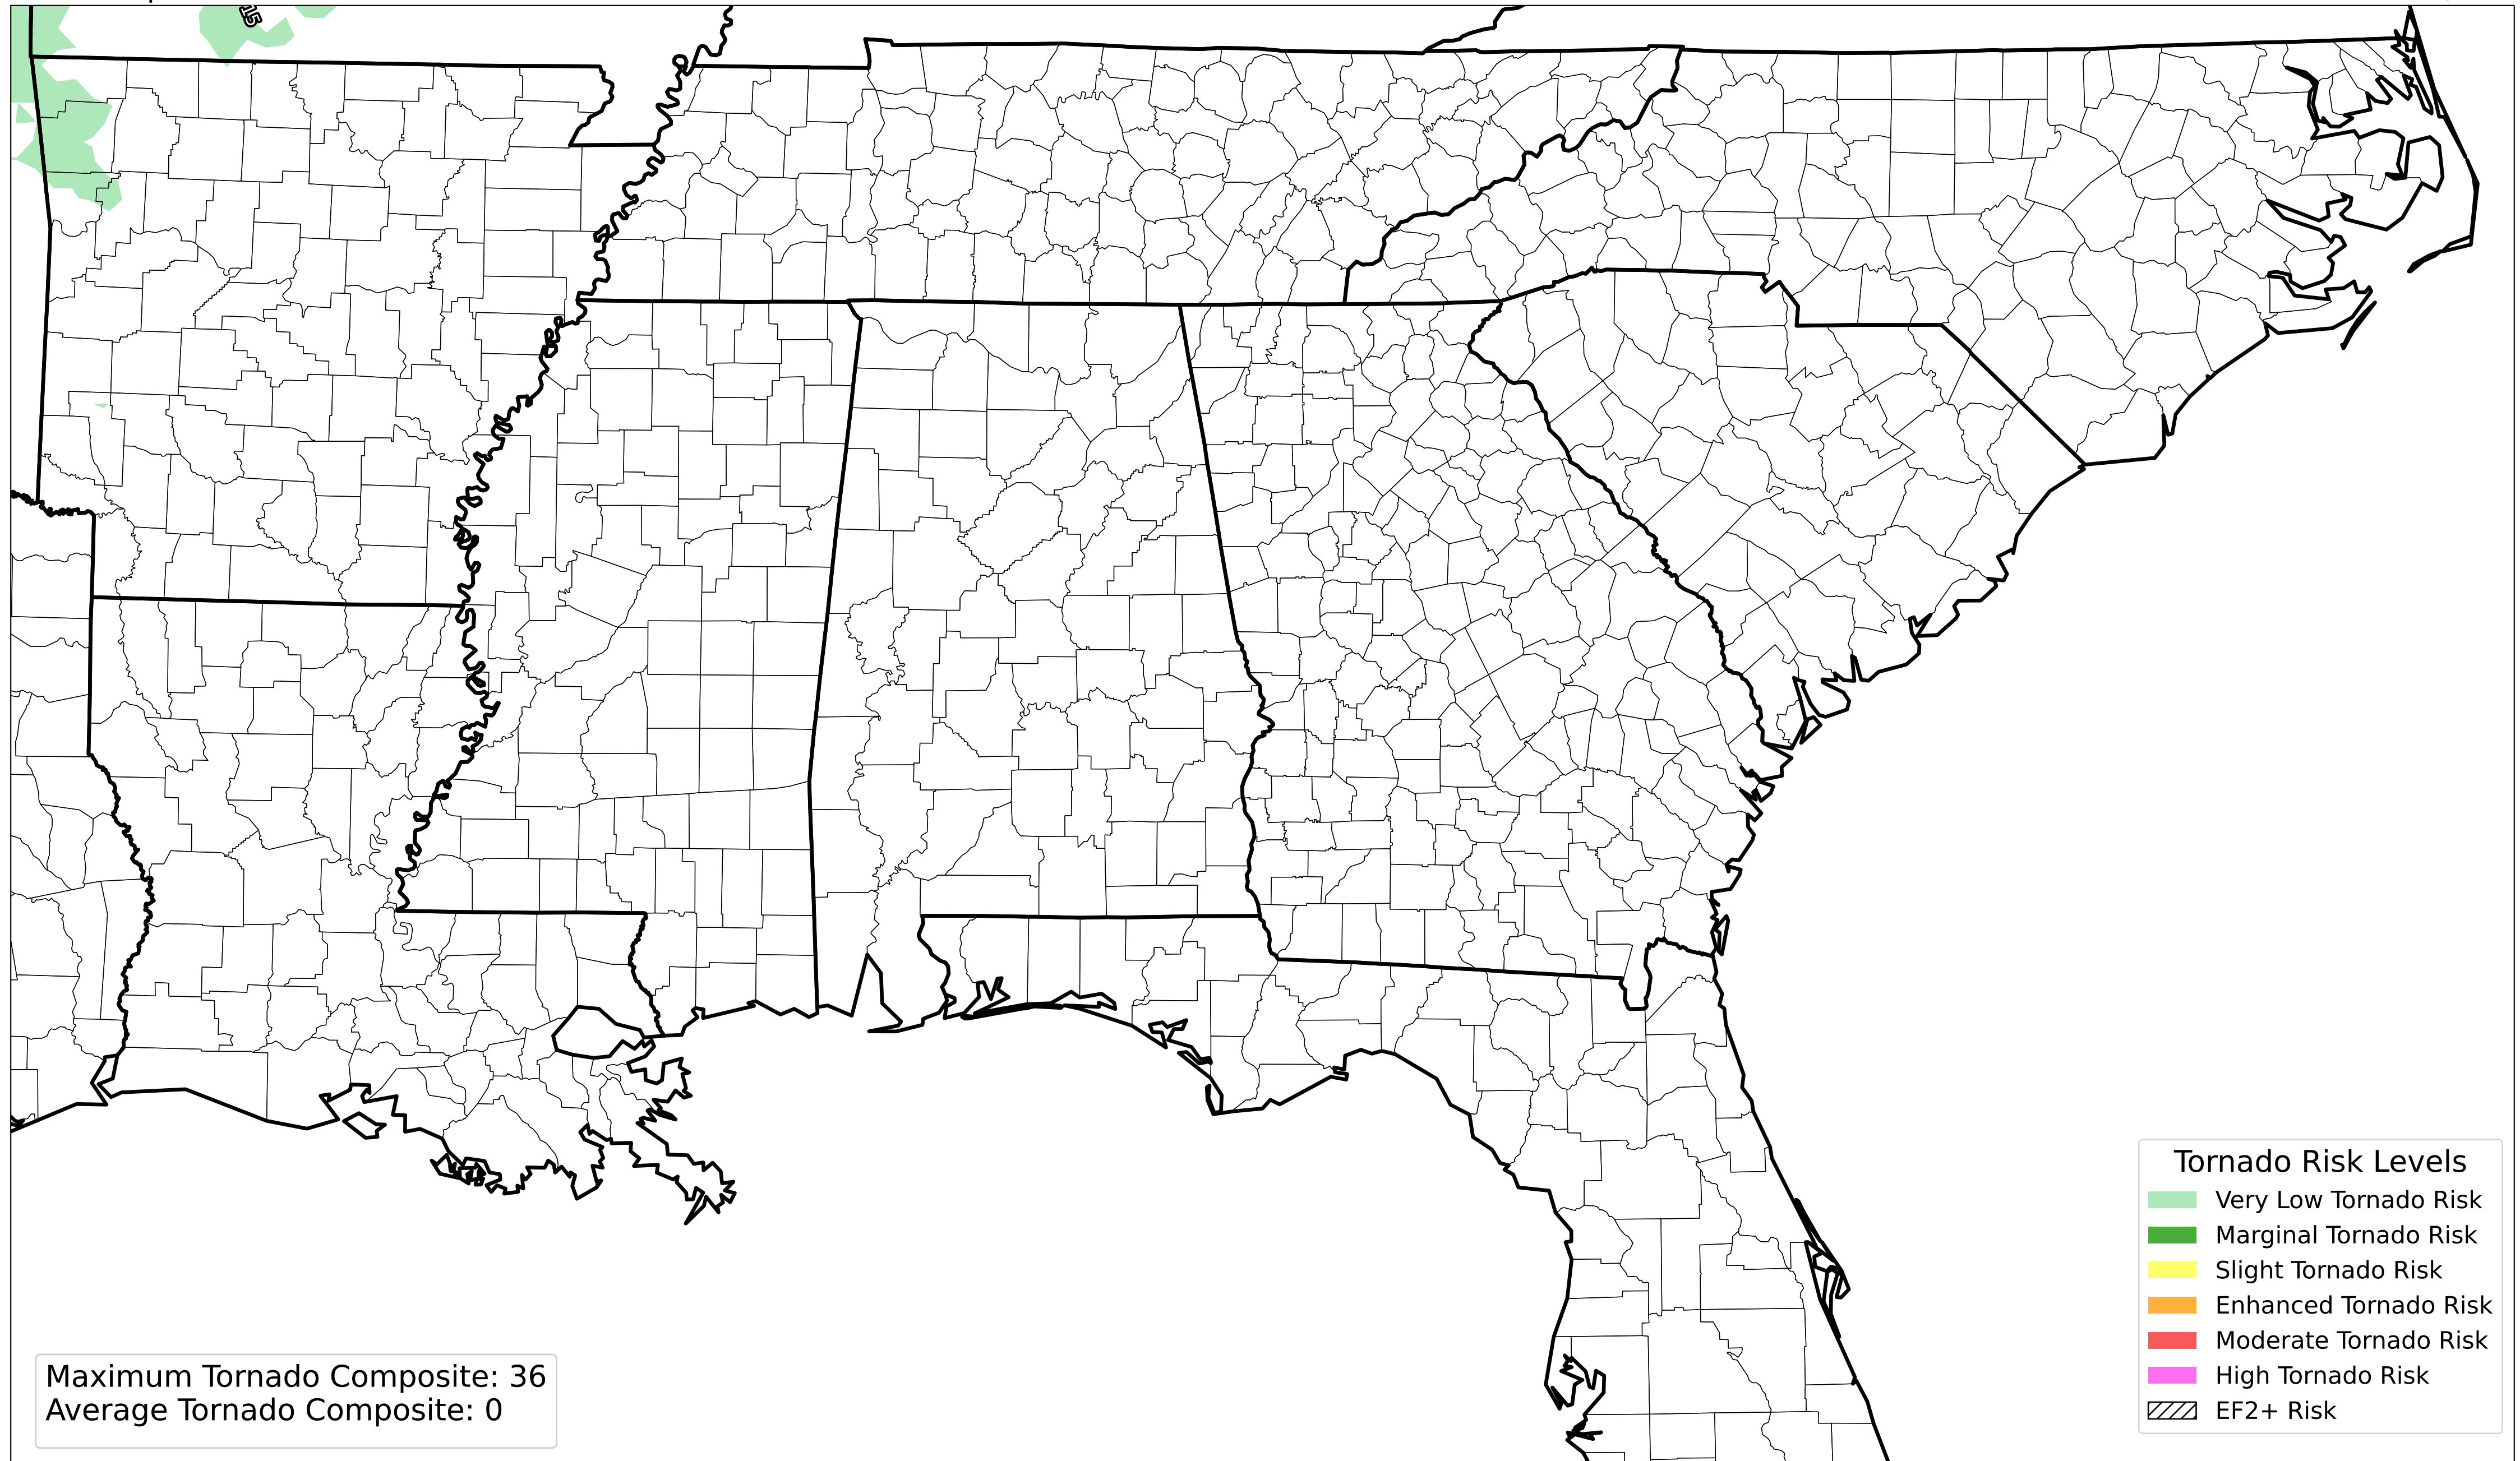 15
Tornado Risk Levels
Very Low Tornado Risk
Marginal Tornado Risk
Slight Tornado Risk
Enhanced Tornado Risk
Moderate Tornado Risk
High Tornado Risk
EF2+ Risk
Maximum Tornado Composite: 36
Average Tornado Composite: 0